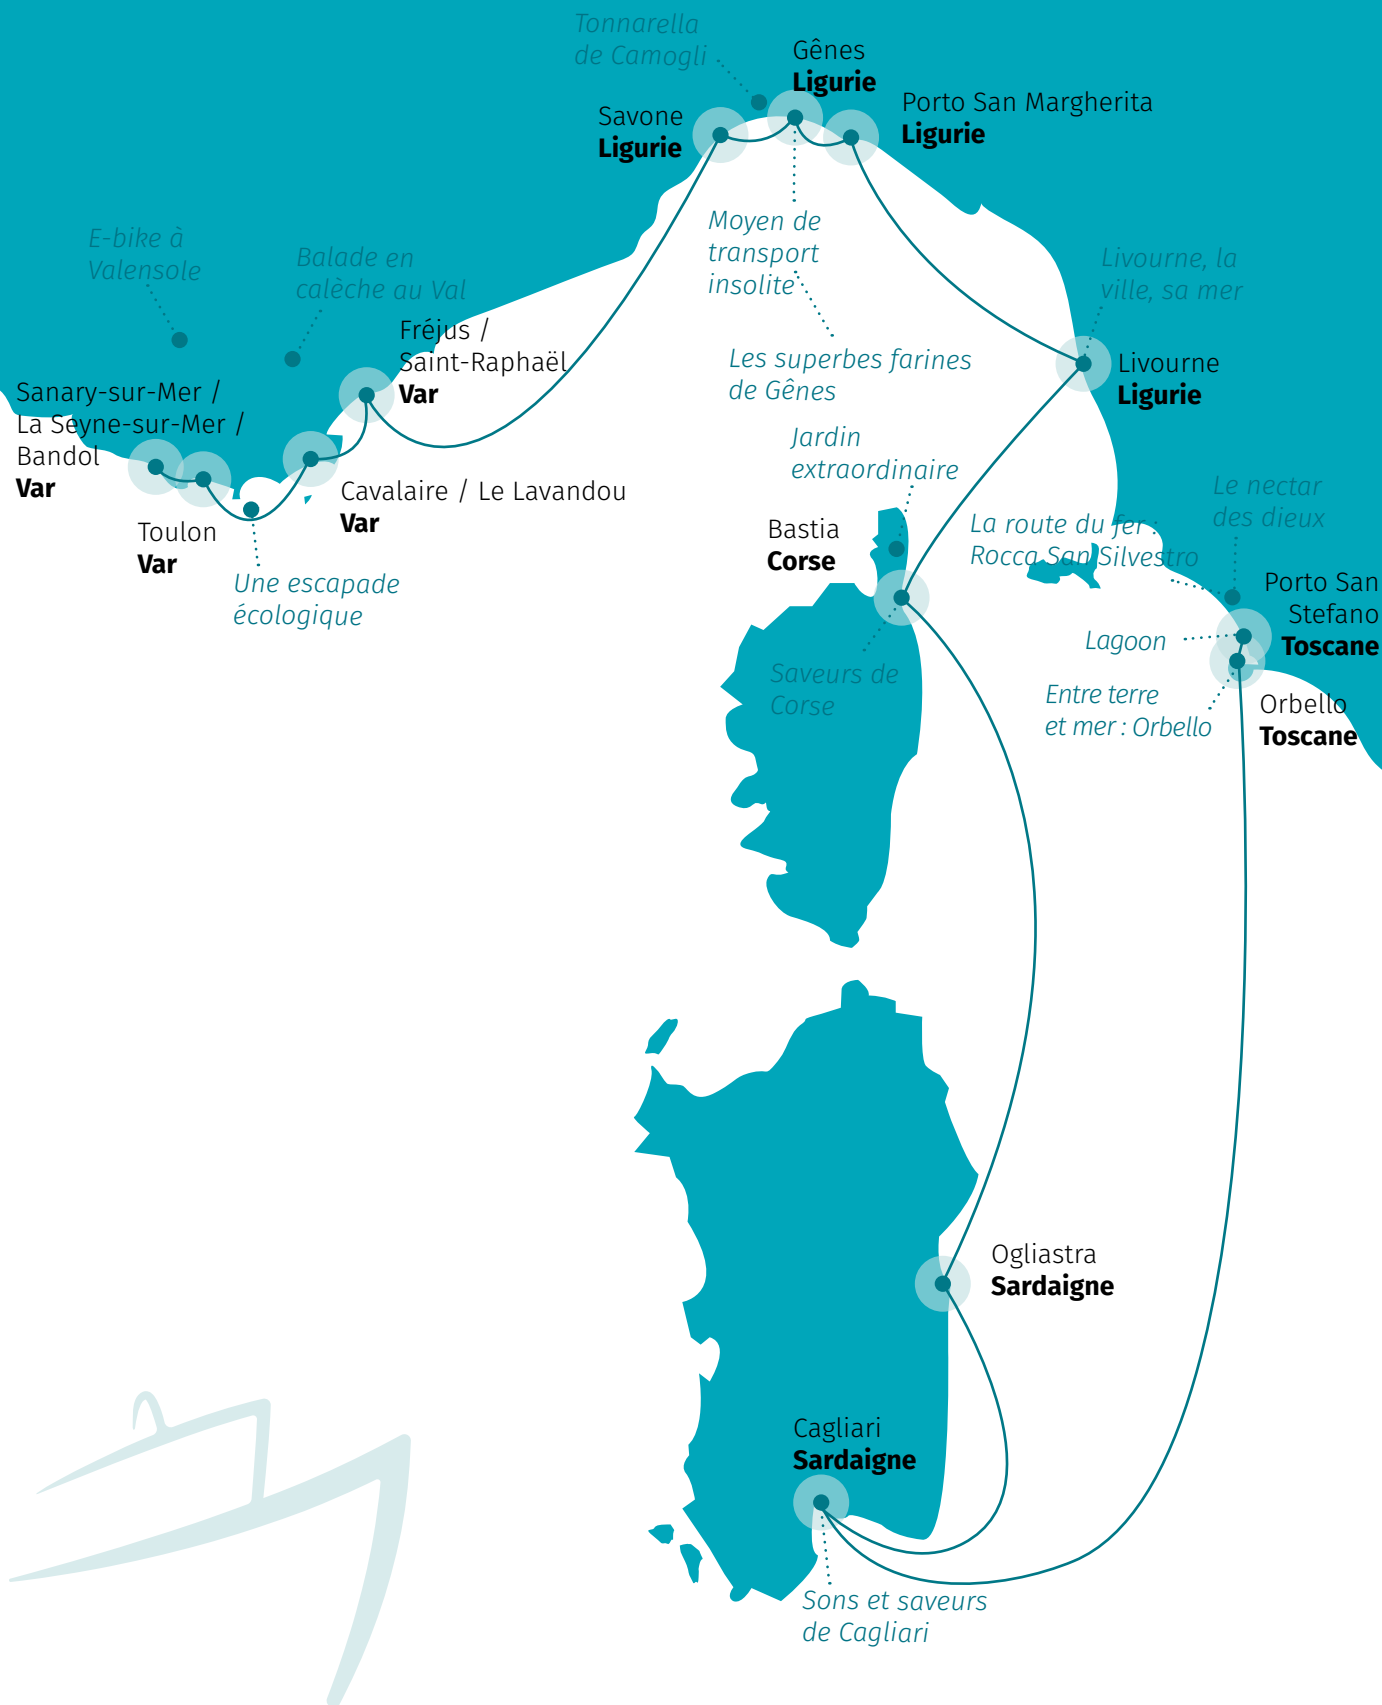 Tonnarella
de Camogli
Gênes
Ligurie
Porto San Margherita
Ligurie
Savone
Ligurie
Moyen de
transport
insolite
E-bike à
Valensole
Balade en
calèche au Val
Livourne, la
ville, sa mer
Fréjus /
Saint-Raphaël
Var
Les superbes farines
de Gênes
Livourne
Ligurie
Sanary-sur-Mer /
La Seyne-sur-Mer /
Bandol
Var
Jardin
extraordinaire
Cavalaire / Le Lavandou
Var
Toulon
Var
Une escapade
écologique
Bastia
Corse
La route du fer :
Rocca San Silvestro
Le nectar
des dieux
Porto San
Stefano
Toscane
Lagoon
Saveurs de
Corse
Entre terre
et mer : Orbello
Orbello
Toscane
Ogliastra
Sardaigne
Cagliari
Sardaigne
Sons et saveurs
de Cagliari